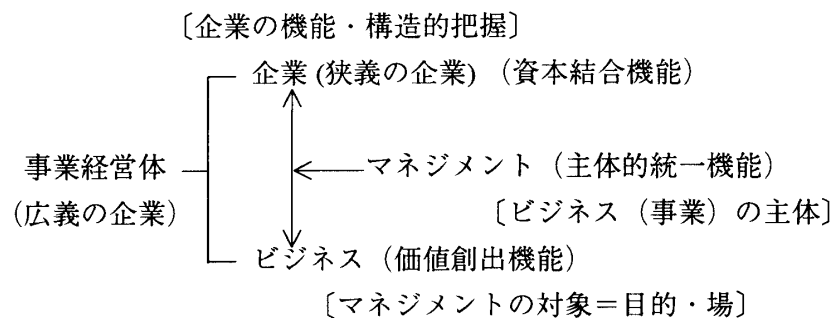 〔企業の機能・構造的把握〕
企業 (狭義の企業) (資本結合機能)
事業経営体
マネジメント (主体的統一機能)
(広義の企業)
〔ビジネス (事業) の主体〕
ビジネス (価値創出機能)
〔マネジメントの対象＝目的・場〕